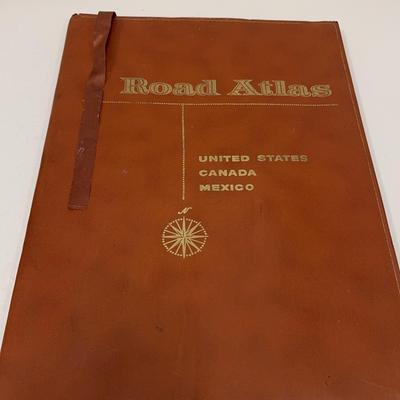 Road Atlas
UNITED STATES
CANADA
MEXICO
N